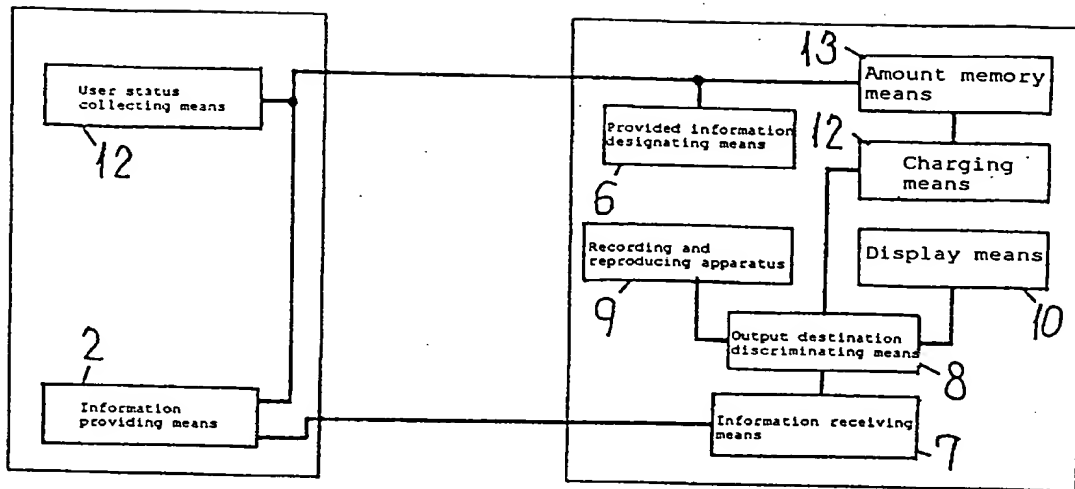 User status
collecting means
12
2
Information
providing means
13
Amount memory
means
Provided information
designating means
6
12
Charging
means
Recording and
reproducing apparatus
9
Display means
10
Output destination
discriminating means
8
Information receiving
means
7